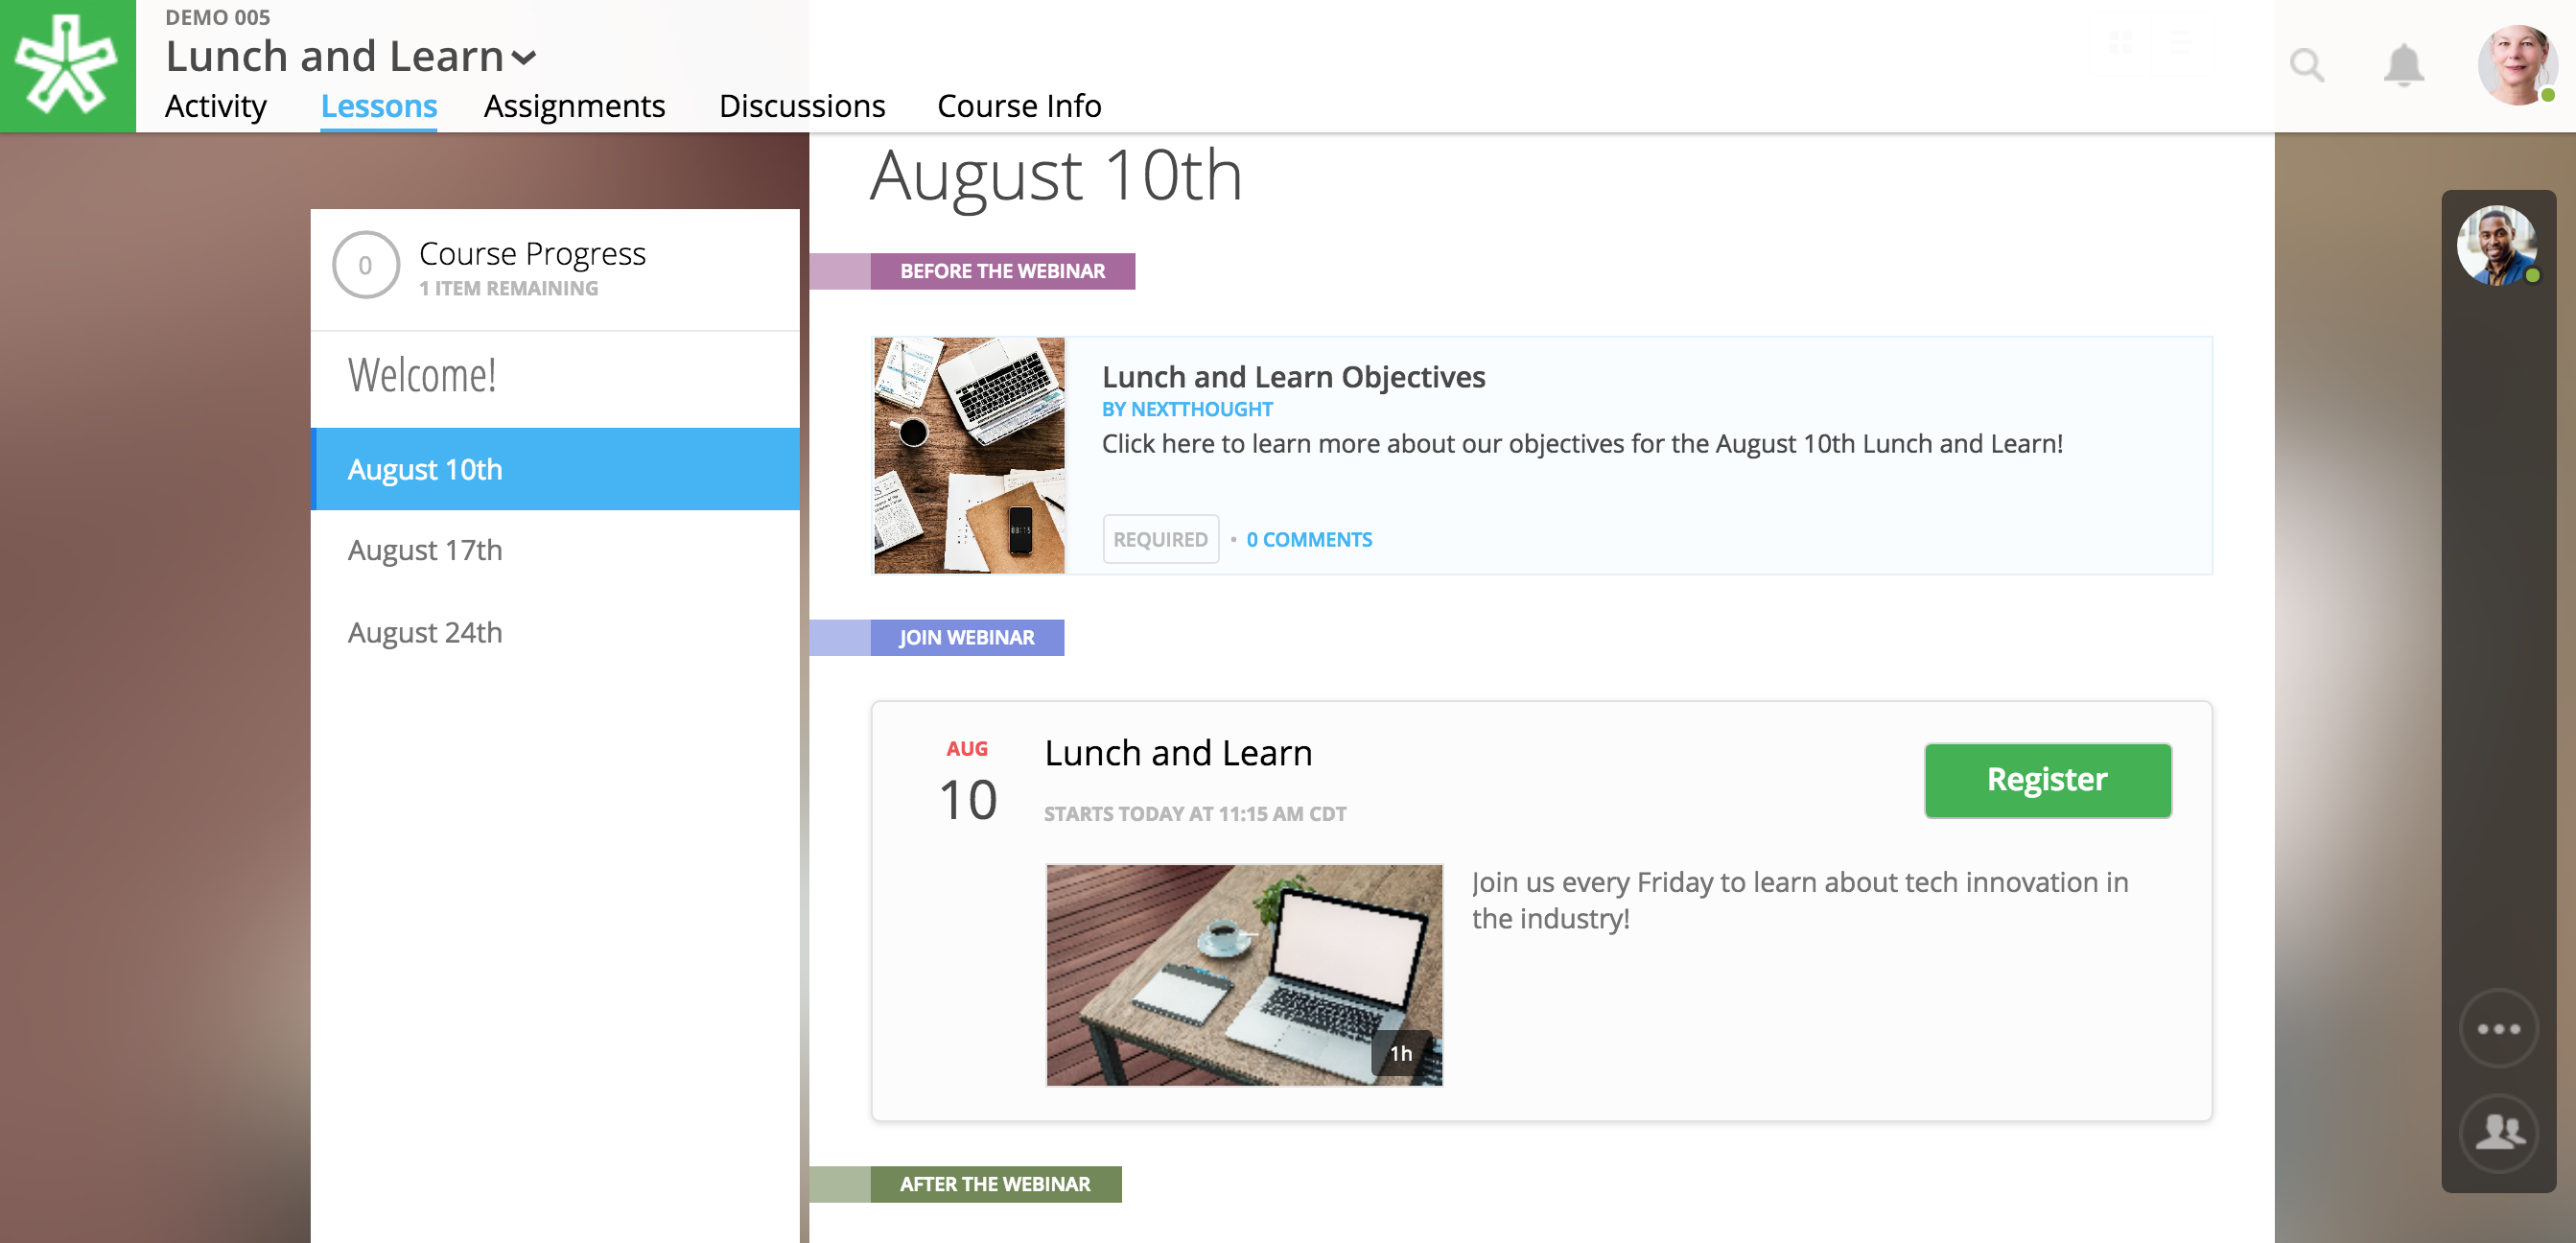 DEMO 005
Lunch and Learn
Activity Lessons Assignments Discussions Course Info
0
Course Progress
1 ITEM REMAINING
Welcome!
August 10th
August 17th
August 24th
August 10th
BEFORE THE WEBINAR
Lunch and Learn Objectives
BY NEXTTHOUGHT
Click here to learn more about our objectives for the August 10th Lunch and Learn!
REQUIRED • 0 COMMENTS
JOIN WEBINAR
AUG
10
Lunch and Learn
STARTS TODAY AT 11:15 AM CDT
Register
Join us every Friday to learn about tech innovation in
the industry!
1h
AFTER THE WEBINAR